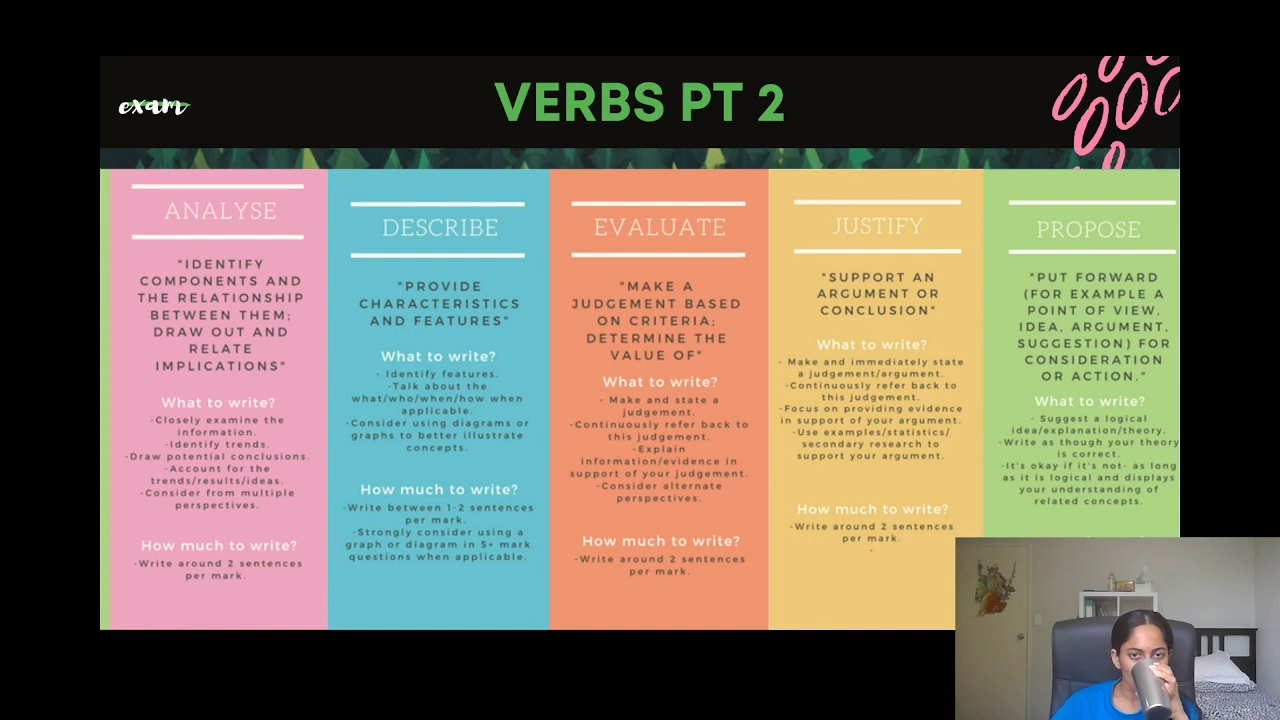 exam
VERBS PT 2
ANALYSE
"IDENTIFY
COMPONENTS AND
THE RELATIONSHIP
BETWEEN THEM;
DRAW OUT AND
RELATE
IMPLICATIONS"
What to write?
-Closely examine the
information.
-Identify trends.
-Draw potential conclusions.
-Account for the
trends/results/ideas.
-Consider from multiple
perspectives.
How much to write?
-Write around 2 sentences
per mark.
DESCRIBE
"PROVIDE
CHARACTERISTICS
AND FEATURES"
What to write?
- Identify features.
-Talk about the
what/who/when/how when
applicable.
-Consider using diagrams or
graphs to better illustrate
concepts.
How much to write?
-Write between 1-2 sentences
per mark.
-Strongly consider using a
graph or diagram in 5+ mark
questions when applicable.
EVALUATE
"MAKE A
JUDGEMENT BASED
ON CRITERIA;
DETERMINE THE
VALUE OF"
What to write?
- Make and state a
judgement.
-Continuously refer back to
this judgement.
-Explain
information/evidence in
support of your judgement.
-Consider alternate
perspectives.
How much to write?
-Write around 2 sentences
per mark.
JUSTIFY
"SUPPORT AN
ARGUMENT OR
CONCLUSION"
What to write?
- Make and immediately state
a judgement/argument.
-Continuously refer back to
this judgement.
-Focus on providing evidence
in support of your argument.
-Use examples/statistics/
secondary research to
support your argument.
How much to write?
-Write around 2 sentences
per mark.
-
PROPOSE
"PUT FORWARD
(FOR EXAMPLE A
POINT OF VIEW,
IDEA, ARGUMENT,
SUGGESTION) FOR
CONSIDERATION
OR ACTION."
What to write?
- Suggest a logical
idea/explanation/theory.
-Write as though your theory
is correct.
-It's okay if it's not- as long
as it is logical and displays
your understanding of
related concepts.